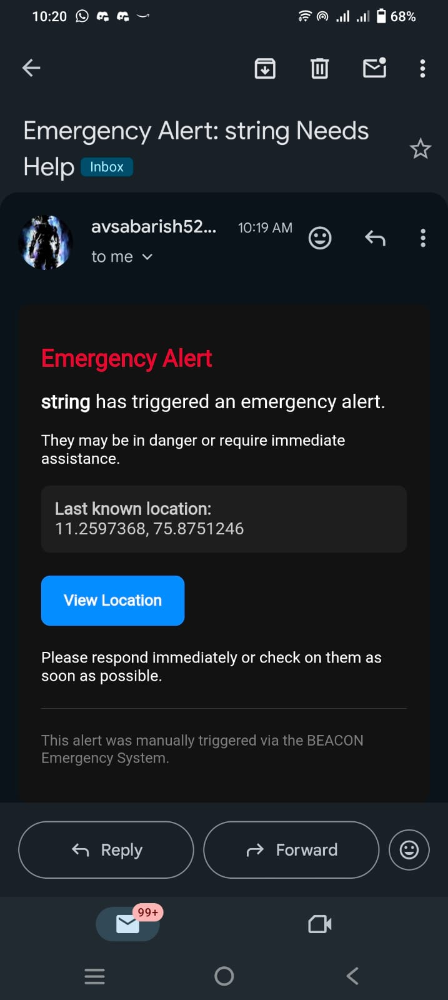 10:20
68%
Emergency Alert: string Needs
Help Inbox
avsabarish52... 10:19 AM
to me
Emergency Alert
string has triggered an emergency alert.
They may be in danger or require immediate
assistance.
Last known location:
11.2597368, 75.8751246
View Location
Please respond immediately or check on them as
soon as possible.
This alert was manually triggered via the BEACON
Emergency System.
Reply
Forward
99+